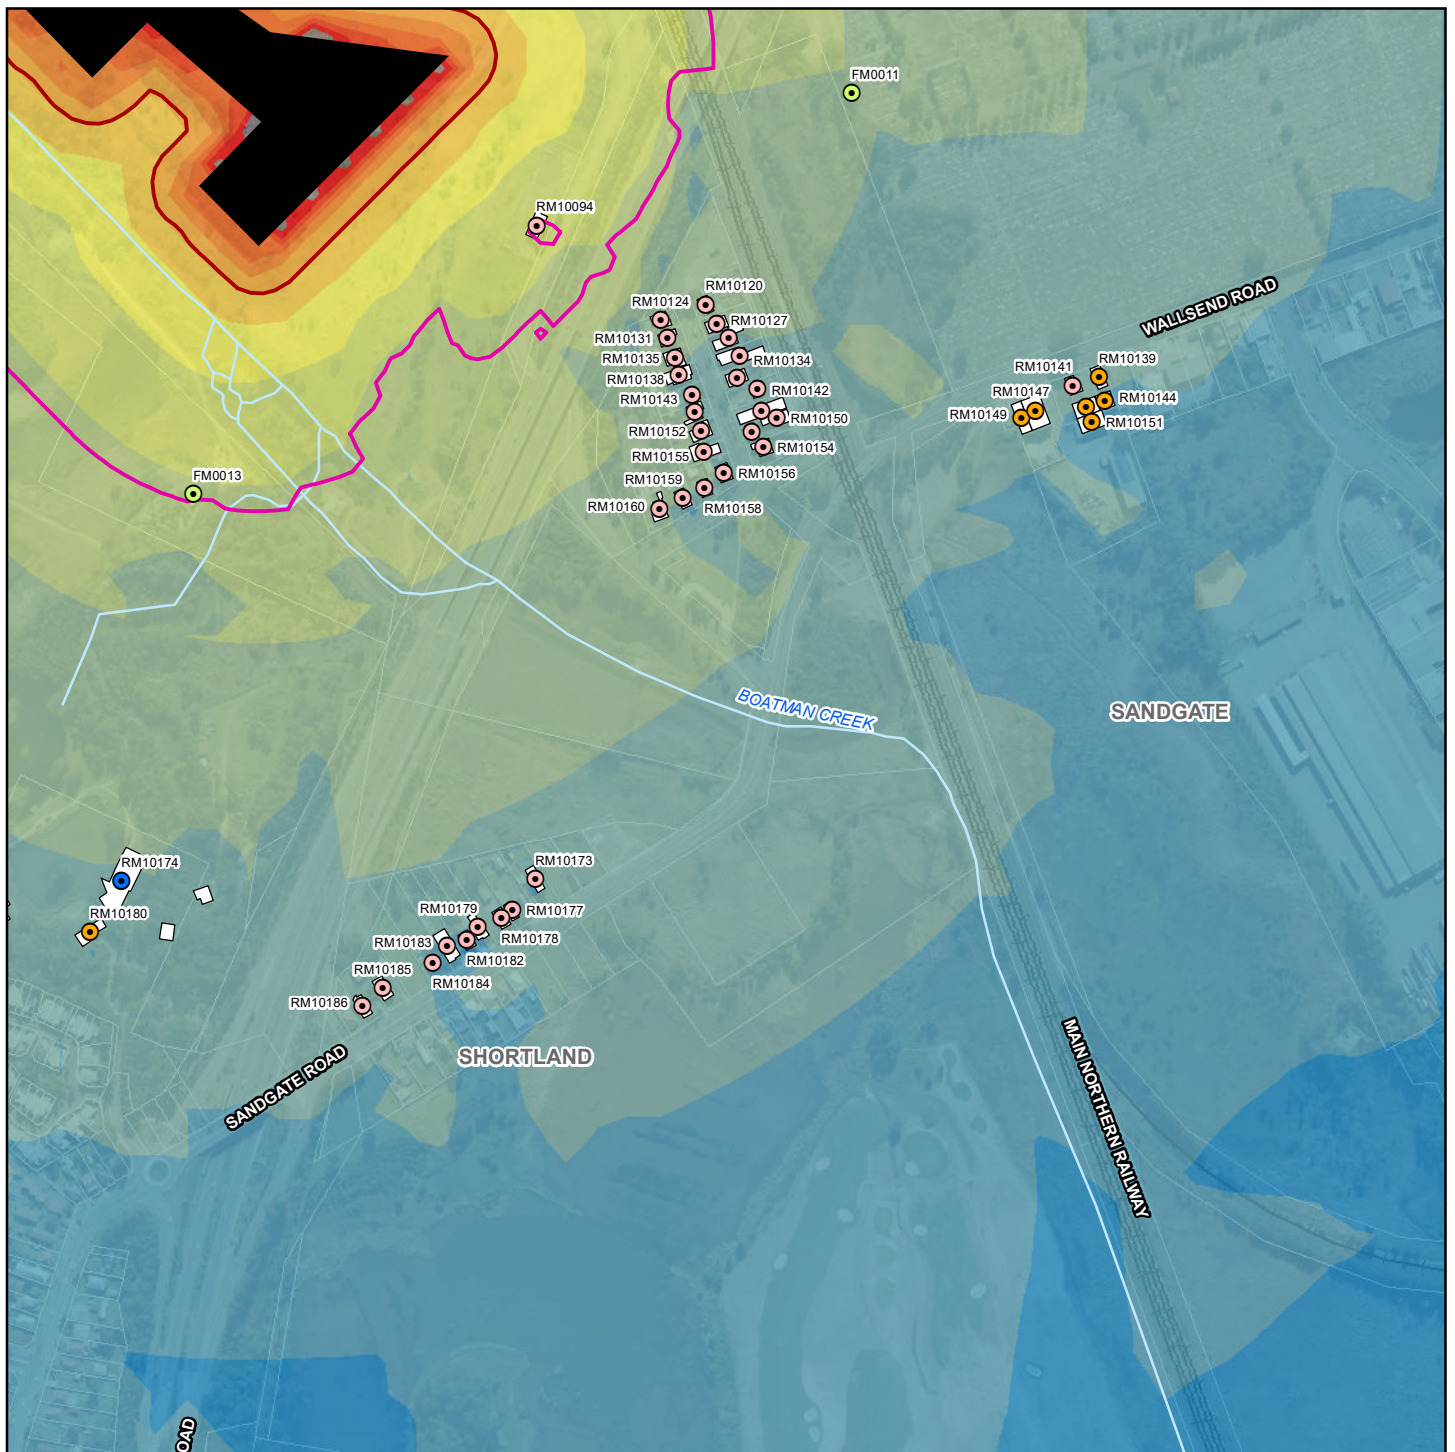 FM0011
RM10094
RM10120
RM10124
RM10127
RM10131
RM10135
RM10134
RM10138
RM10142
RM10143
RM10150
RM10152
RM10154
RM10155
RM10156
RM10159
RM10160
RM10158
WALLSEND ROAD
RM10141
RM10139
RM10147
RM10144
RM10149
RM10151
FM0013
BOATMAN CREEK
SANDGATE
RM10174
RM10180
RM10173
RM10179
RM10177
RM10183
RM10178
RM10182
RM10185
RM10184
RM10186
SANDGATE ROAD
SHORTLAND
MAIN NORTHERN RAILWAY
OAD